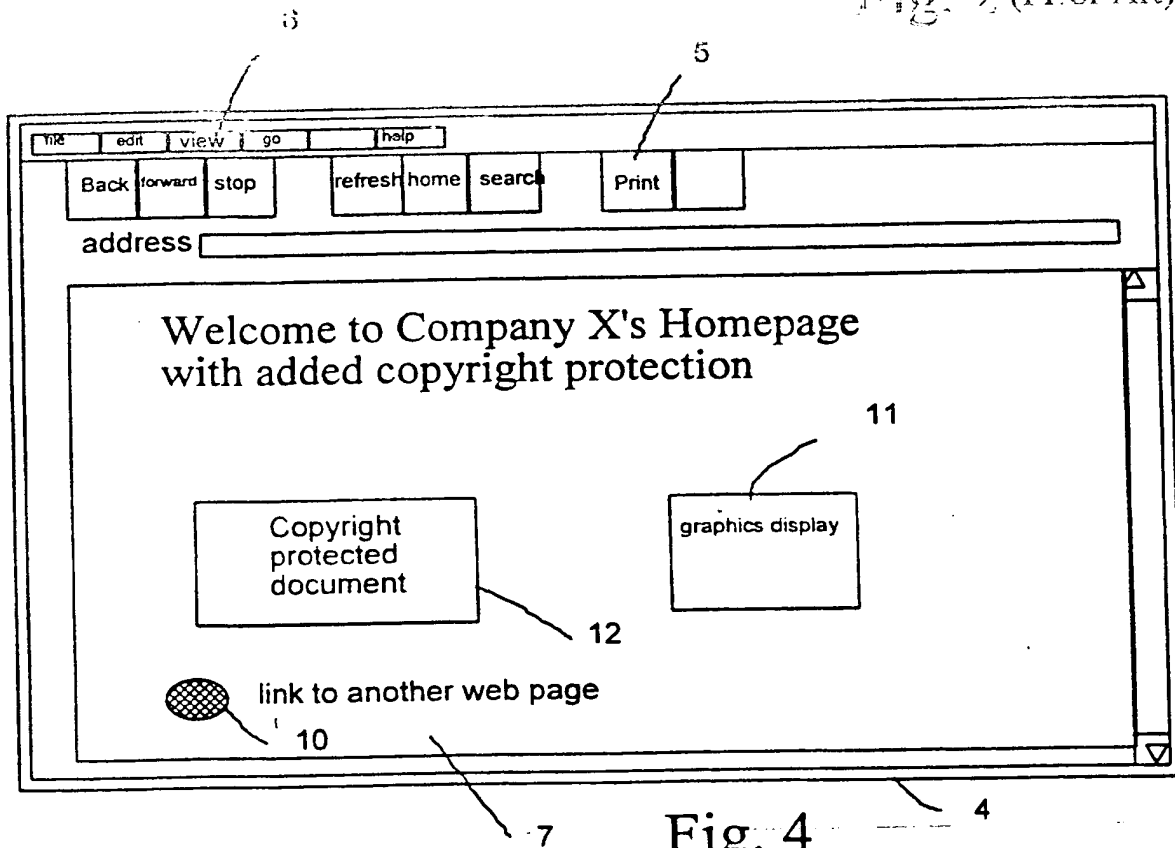 6
(Prior Art)
5
file edit view go help
Back forward stop refresh home search Print
address
Welcome to Company X's Homepage
with added copyright protection
11
Copyright
protected
document
graphics display
12
link to another web page
10
7
Fig. 4
4